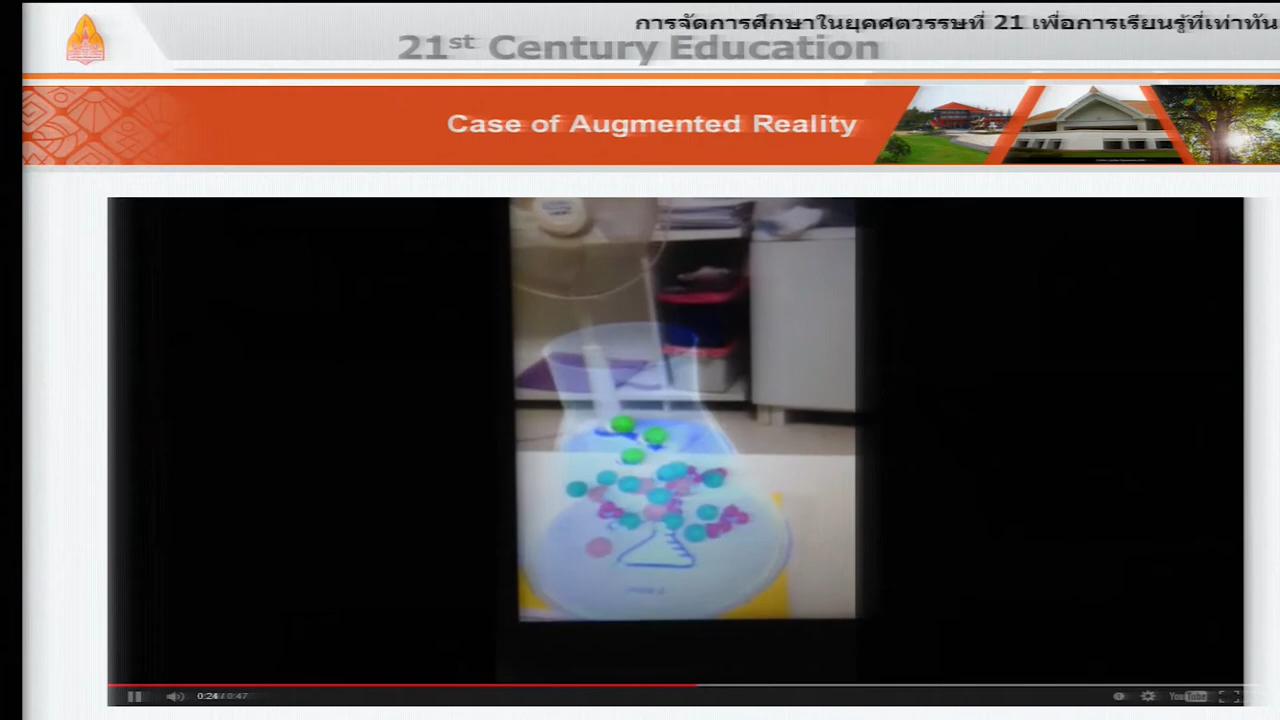 การจัดการศึกษาในยุคศตวรรษที่ 21 เพื่อการเรียนรู้ที่เท่าทัน
21st Century Education
Case of Augmented Reality
0:24 / 0:47
YouTube